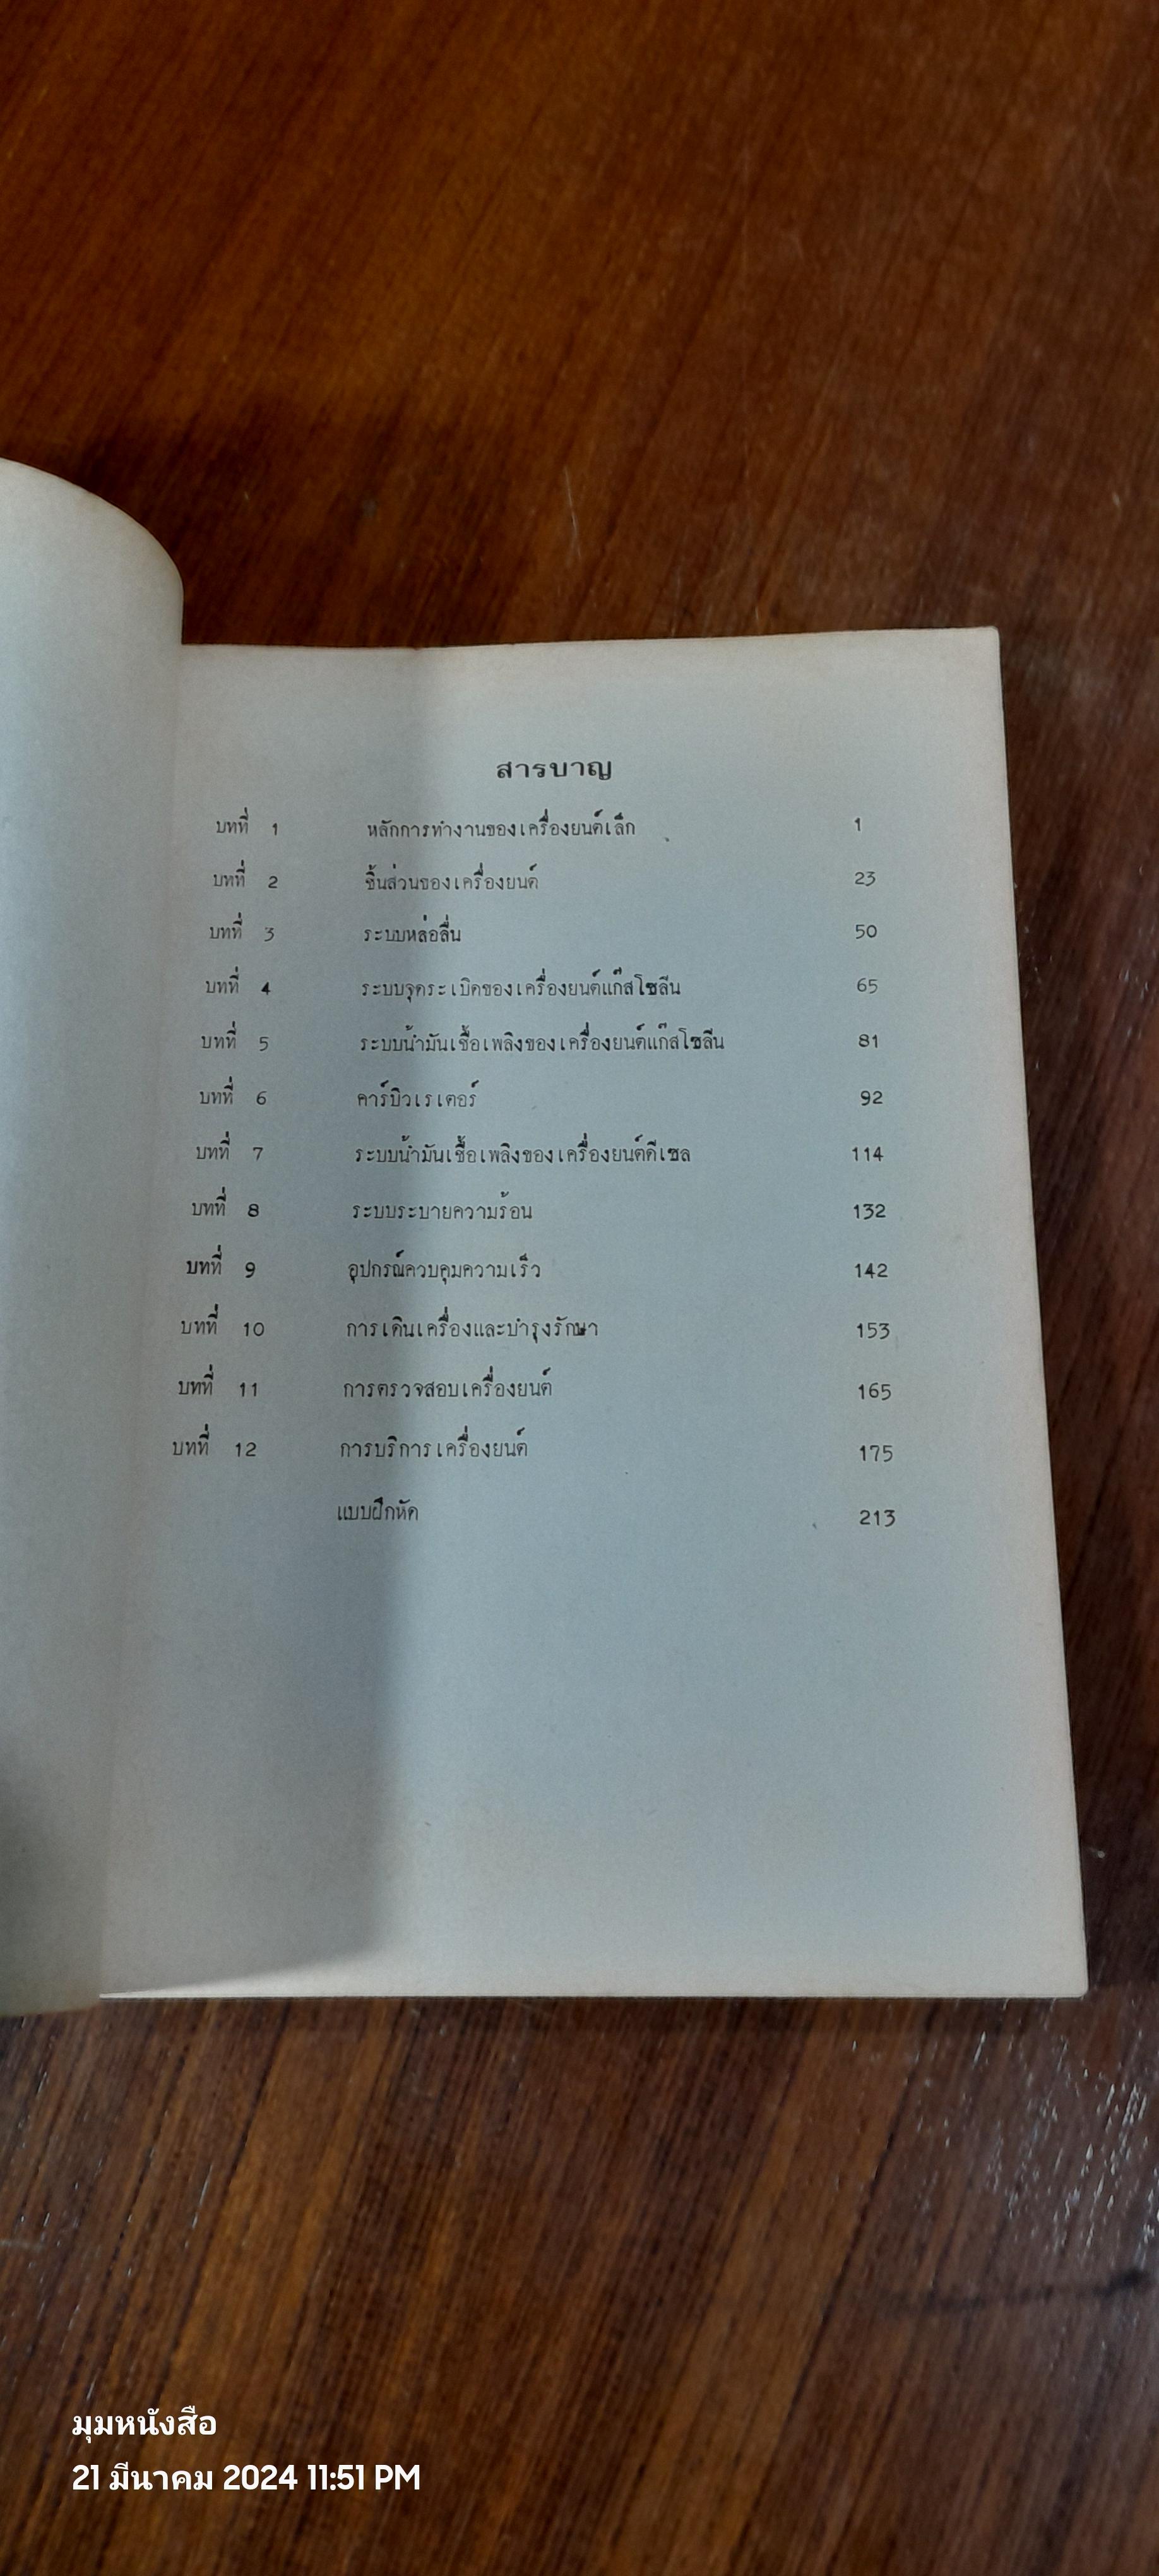 สารบาญ
บทที่ 1 หลักการทำงานของเครื่องยนต์เล็ก 1
บทที่ 2 ชิ้นส่วนของเครื่องยนต์ 23
บทที่ 3 ระบบหล่อลื่น 50
บทที่ 4 ระบบจุดระเบิดของเครื่องยนต์แก๊สโซลีน 65
บทที่ 5 ระบบน้ำมันเชื้อเพลิงของเครื่องยนต์แก๊สโซลีน 81
บทที่ 6 คาร์บิวเรเตอร์ 92
บทที่ 7 ระบบน้ำมันเชื้อเพลิงของเครื่องยนต์ดีเซล 114
บทที่ 8 ระบบระบายความร้อน 132
บทที่ 9 อุปกรณ์ควบคุมความเร็ว 142
บทที่ 10 การเดินเครื่องและบำรุงรักษา 153
บทที่ 11 การตรวจสอบเครื่องยนต์ 165
บทที่ 12 การบริการเครื่องยนต์ 175
แบบฝึกหัด 213
มุมหนังสือ
21 มีนาคม 2024 11:51 PM